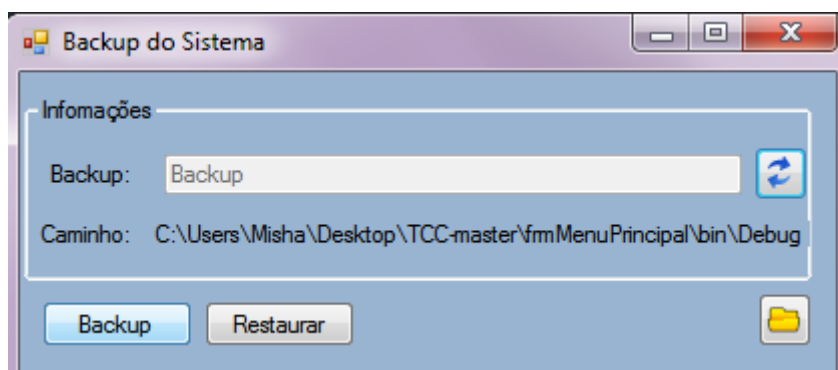 Backup do Sistema
Infomações
Backup: Backup
Caminho: C:\Users\Misha\Desktop\TCC-master\frmMenuPrincipal\bin\Debug
Backup Restaurar